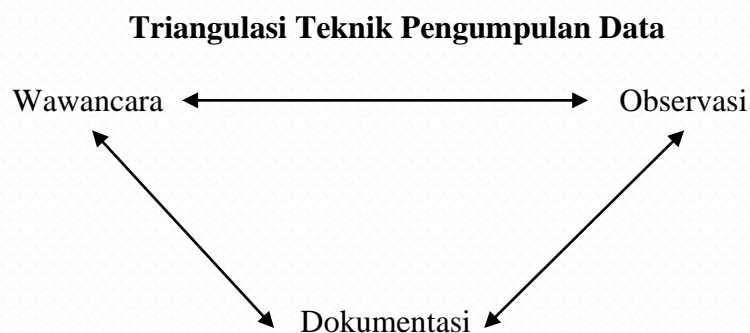 Triangulasi Teknik Pengumpulan Data
Wawancara Observasi
Dokumentasi